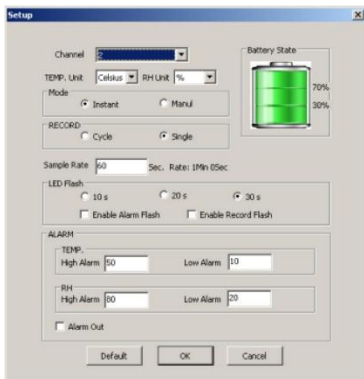 Setup
Channel 2
Battery State
TEMP. Unit Celsius RH Unit %
70%
30%
Mode
Instant Manul
RECORD
Cycle Single
Sample Rate 60 Sec. Rate: 1Min 0Sec
LED Flash
10 s 20 s 30 s
Enable Alarm Flash Enable Record Flash
ALARM
TEMP.
High Alarm 50 Low Alarm 10
RH
High Alarm 80 Low Alarm 20
Alarm Out
Default OK Cancel